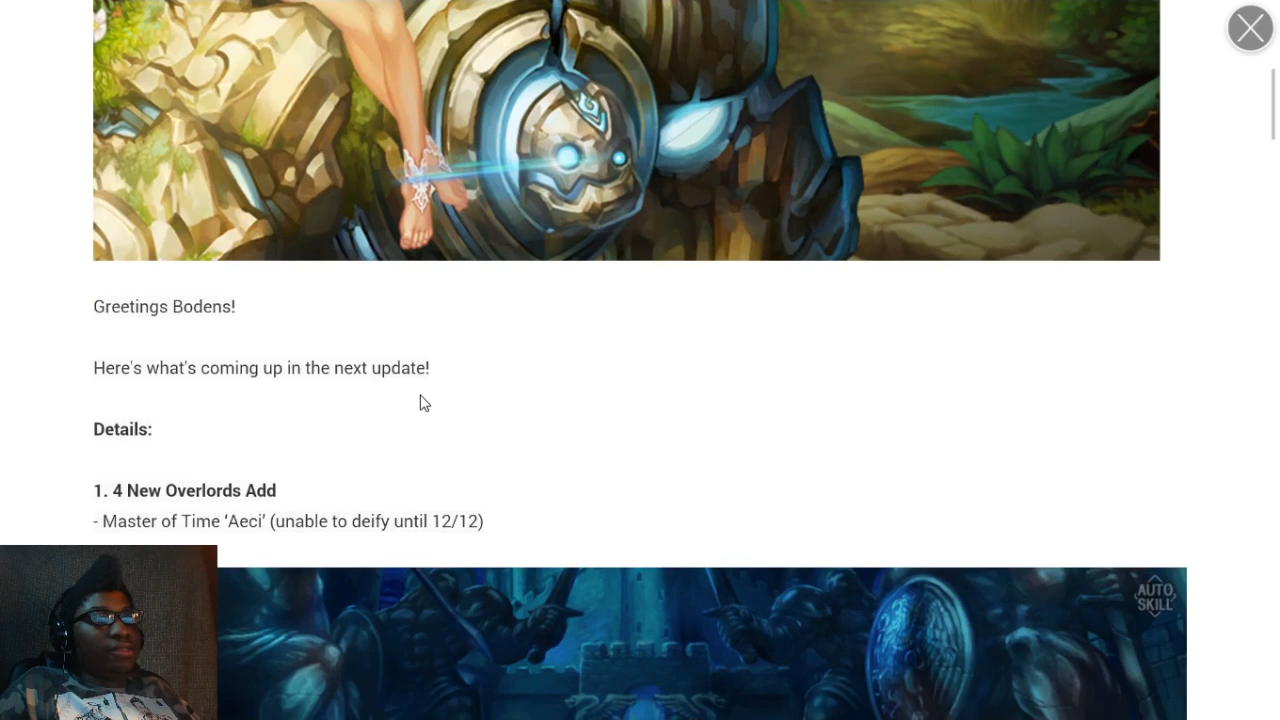 Greetings Bodens!
Here's what's coming up in the next update!
Details:
1. 4 New Overlords Add
- Master of Time ‘Aeci’ (unable to deify until 12/12)
AUTO
SKILL